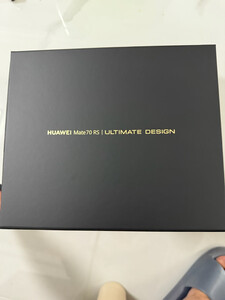 HUAWEI Mate70 RS | ULTIMATE DESIGN